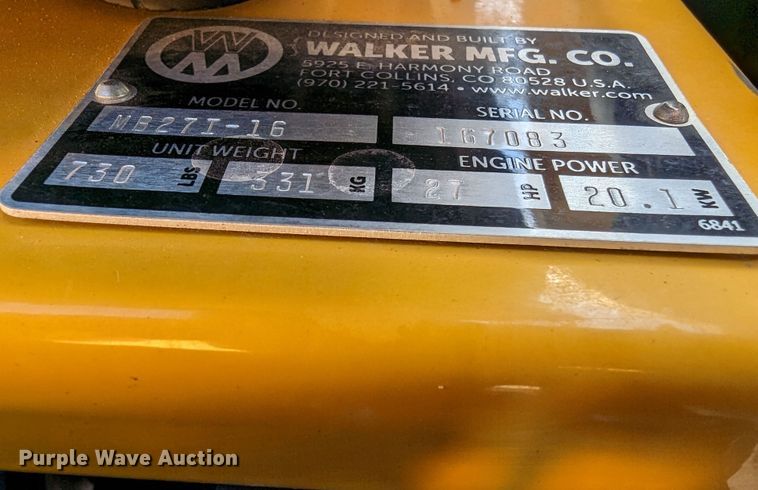 DESIGNED AND BUILT BY
WALKER MFG. CO.
5925 E. HARMONY ROAD
FORT COLLINS, CO 80528 U.S.A.
(970) 221-5614 • www.walker.com
MODEL NO. SERIAL NO.
MB27I-16 167083
UNIT WEIGHT ENGINE POWER
730 LBS 331 KG 27 HP 20.1 KW
6841
Purple Wave Auction